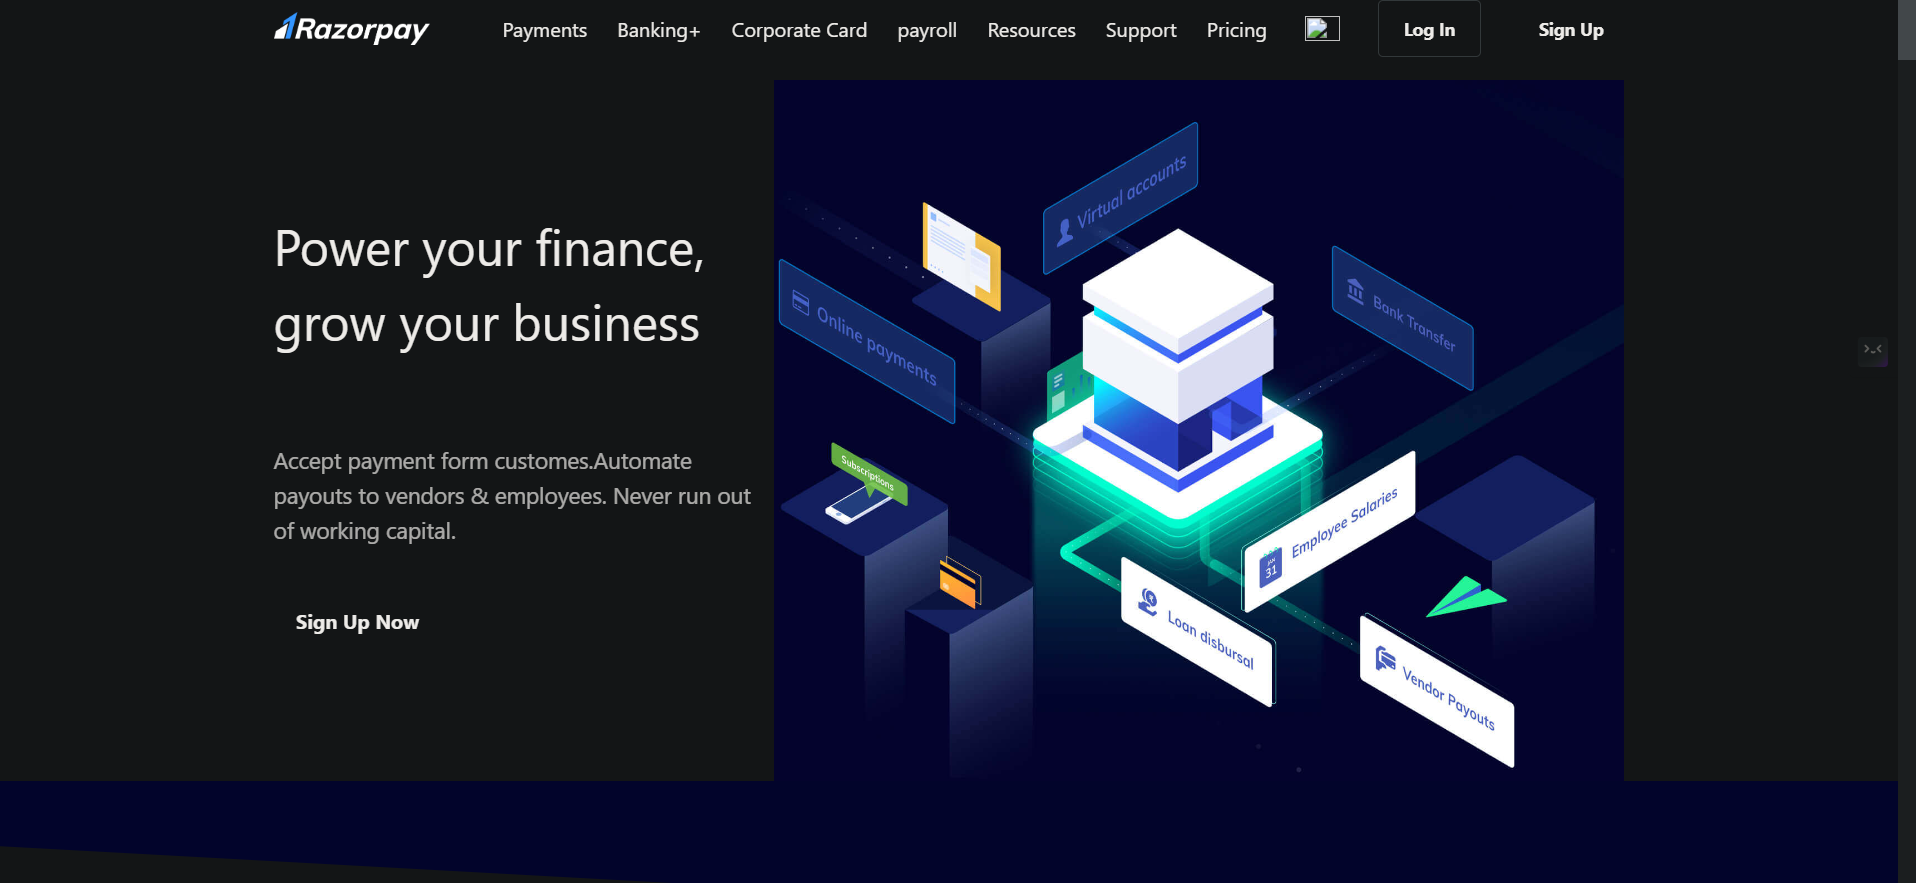 Razorpay
Payments Banking+ Corporate Card payroll Resources Support Pricing Log In Sign Up
Power your finance,
grow your business
Accept payment form customes.Automate
payouts to vendors & employees. Never run out
of working capital.
Sign Up Now
Virtual accounts
Online payments
Bank Transfer
Subscriptions
Employee Salaries
JAN
31
Loan disbursal
Vendor Payouts